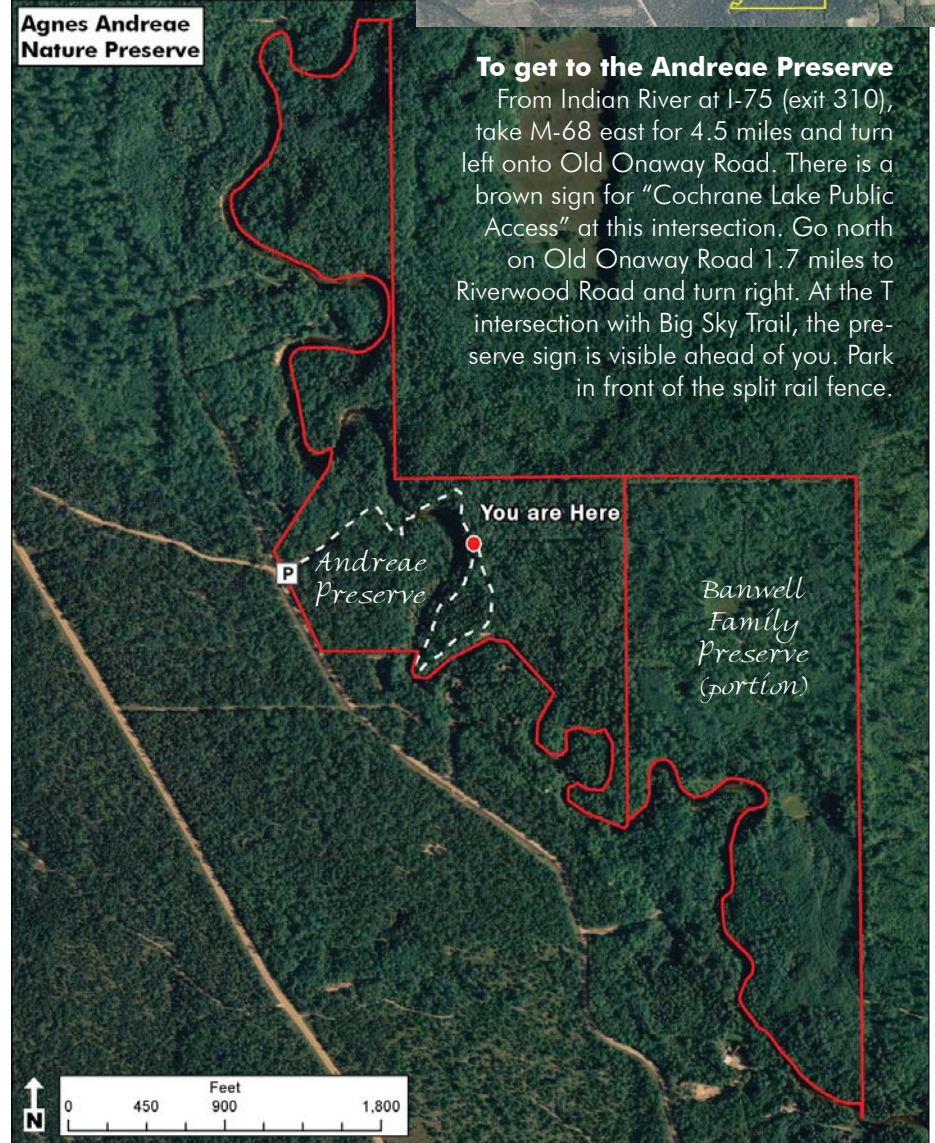 Agnes Andreae
Nature Preserve
To get to the Andreae Preserve
From Indian River at I-75 (exit 310),
take M-68 east for 4.5 miles and turn
left onto Old Onaway Road. There is a
brown sign for “Cochrane Lake Public
Access” at this intersection. Go north
on Old Onaway Road 1.7 miles to
Riverwood Road and turn right. At the T
intersection with Big Sky Trail, the pre-
serve sign is visible ahead of you. Park
in front of the split rail fence.
You are Here
P
Andreae
Preserve
Banwell
Family
Preserve
(portion)
N
Feet
0 450 900 1,800